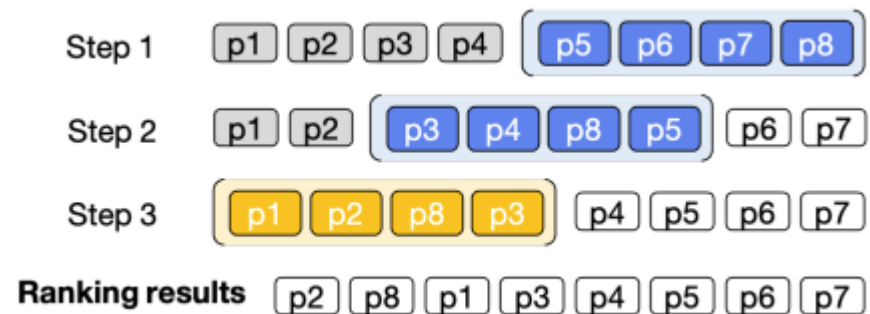 Step 1 p1 p2 p3 p4 p5 p6 p7 p8
Step 2 p1 p2 p3 p4 p8 p5 p6 p7
Step 3 p1 p2 p8 p3 p4 p5 p6 p7
Ranking results p2 p8 p1 p3 p4 p5 p6 p7